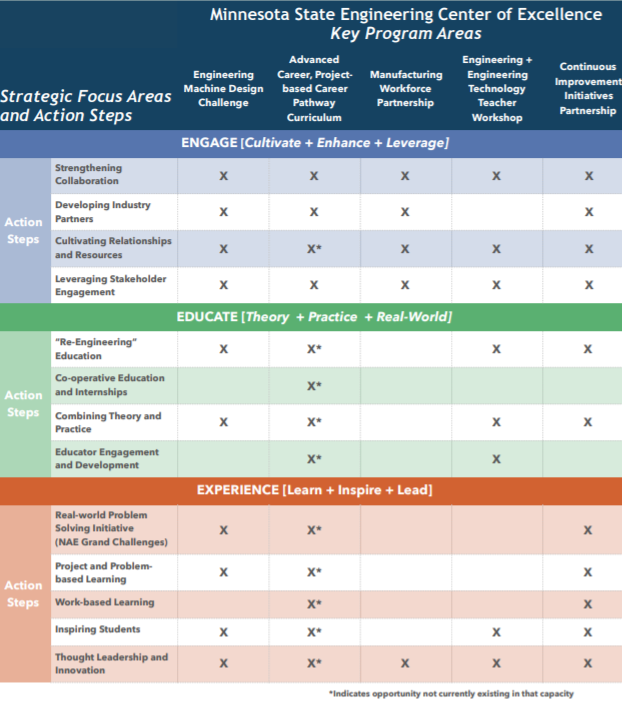 Minnesota State Engineering Center of Excellence
Key Program Areas
Strategic Focus Areas
and Action Steps
Engineering
Machine Design
Challenge
Advanced
Career, Project-
based Career
Pathway
Curriculum
Manufacturing
Workforce
Partnership
Engineering +
Engineering
Technology
Teacher
Workshop
Continuous
Improvement
Initiatives
Partnership
ENGAGE [Cultivate + Enhance + Leverage]
Action
Steps
Strengthening
Collaboration
X X X X X
Developing Industry
Partners
X X X X
Cultivating Relationships
and Resources
X X* X X X
Leveraging Stakeholder
Engagement
X X X X X
EDUCATE [Theory + Practice + Real-World]
Action
Steps
"Re-Engineering"
Education
X X* X X
Co-operative Education
and Internships
X*
Combining Theory and
Practice
X X* X X
Educator Engagement
and Development
X* X
EXPERIENCE [Learn + Inspire + Lead]
Action
Steps
Real-world Problem
Solving Initiative
(NAE Grand Challenges)
X X* X
Project and Problem-
based Learning
X X* X
Work-based Learning
X* X
Inspiring Students
X X* X X
Thought Leadership and
Innovation
X X* X X X
*Indicates opportunity not currently existing in that capacity